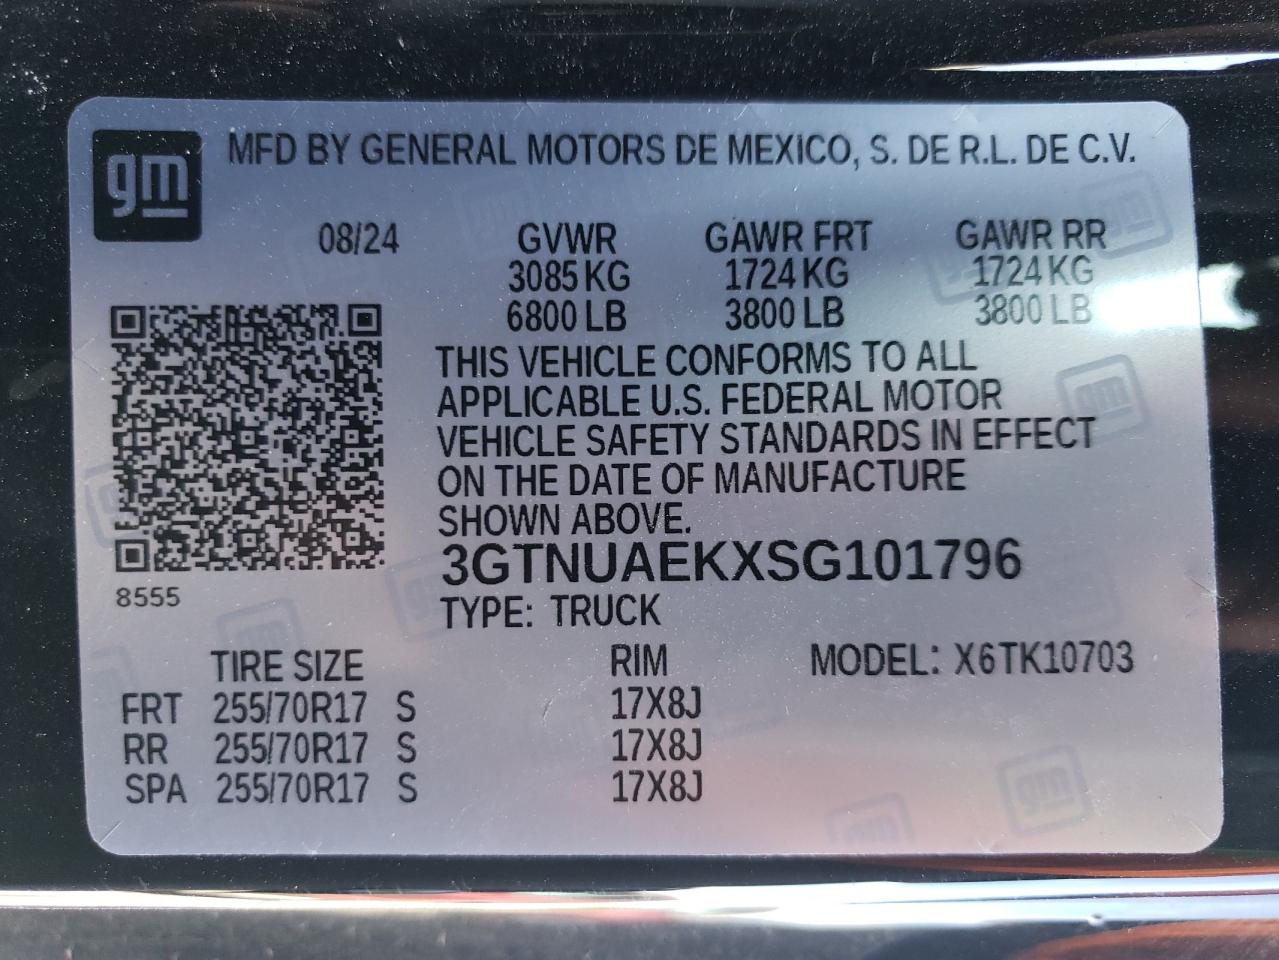 gm
MFD BY GENERAL MOTORS DE MEXICO, S. DE R.L. DE C.V.
08/24 GVWR GAWR FRT GAWR RR
3085 KG 1724 KG 1724 KG
6800 LB 3800 LB 3800 LB
THIS VEHICLE CONFORMS TO ALL
APPLICABLE U.S. FEDERAL MOTOR
VEHICLE SAFETY STANDARDS IN EFFECT
ON THE DATE OF MANUFACTURE
SHOWN ABOVE.
3GTNUAEKXSG101796
8555
TYPE: TRUCK
TIRE SIZE RIM MODEL: X6TK10703
FRT 255/70R17 S 17X8J
RR 255/70R17 S 17X8J
SPA 255/70R17 S 17X8J